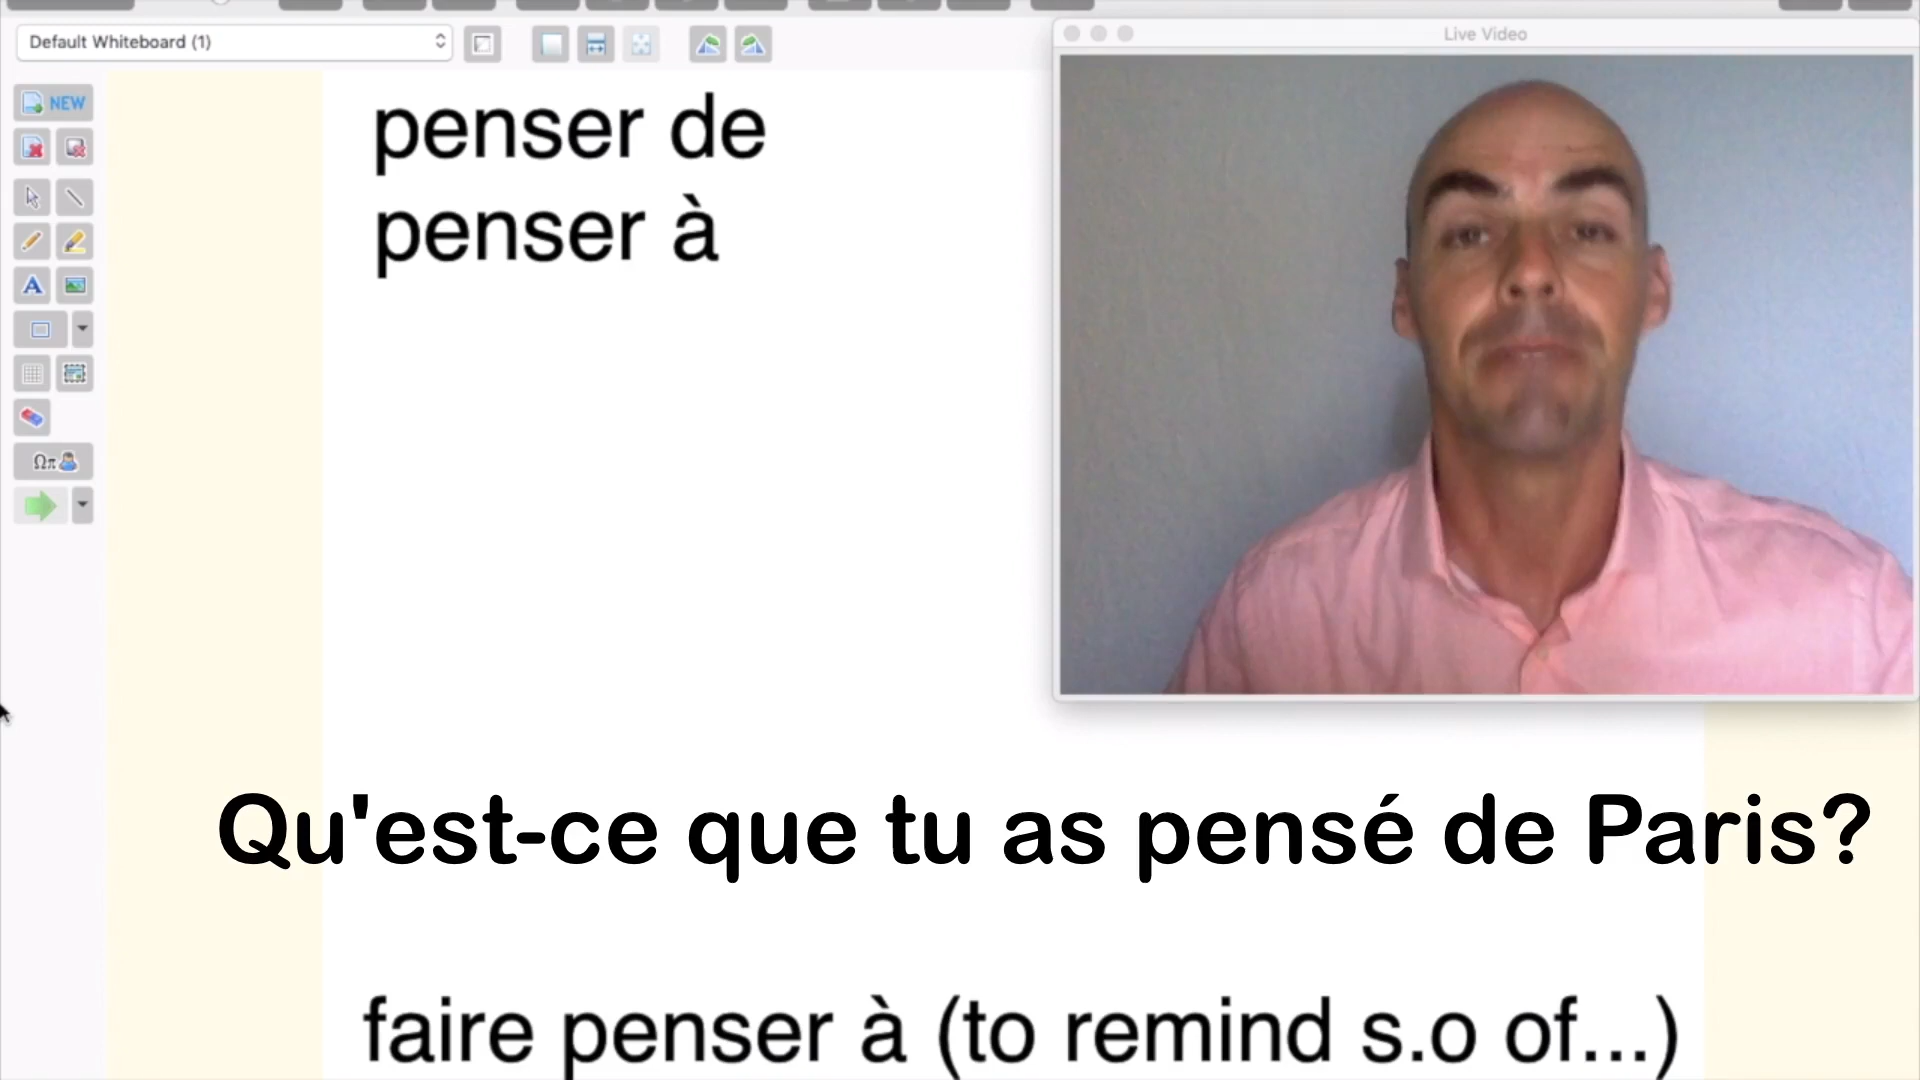 Default Whiteboard (1)
Live Video
NEW
penser de
penser à
A
Ωπ
Qu'est-ce que tu as pensé de Paris?
faire penser à (to remind s.o of...)